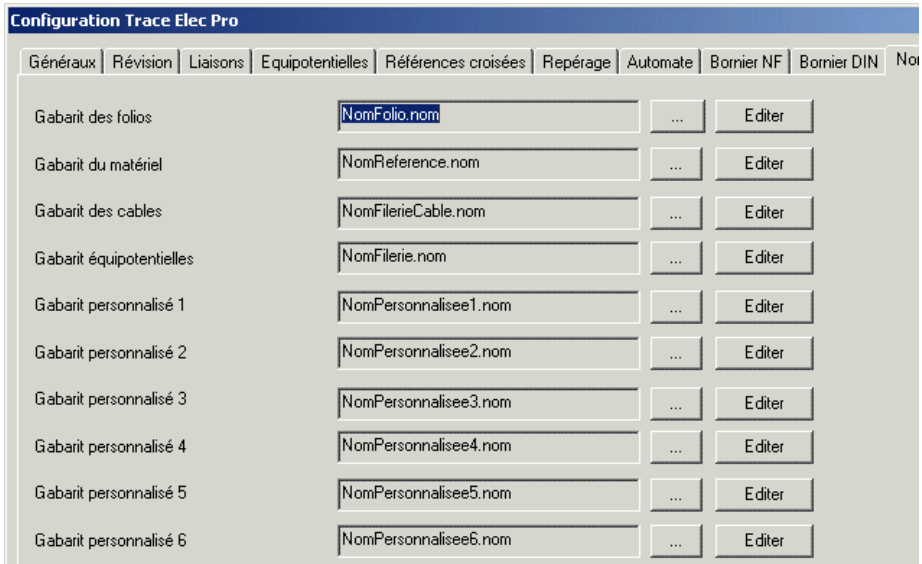 Configuration Trace Elec Pro
Généraux Révision Liaisons Equipotentielles Références croisées Repérage Automate Bornier NF Bornier DIN
Gabarit des folios NomFolio.nom ... Editer
Gabarit du matériel NomReference.nom ... Editer
Gabarit des cables NomFilerieCable.nom ... Editer
Gabarit équipotentielles NomFilerie.nom ... Editer
Gabarit personnalisé 1 NomPersonnalisee1.nom ... Editer
Gabarit personnalisé 2 NomPersonnalisee2.nom ... Editer
Gabarit personnalisé 3 NomPersonnalisee3.nom ... Editer
Gabarit personnalisé 4 NomPersonnalisee4.nom ... Editer
Gabarit personnalisé 5 NomPersonnalisee5.nom ... Editer
Gabarit personnalisé 6 NomPersonnalisee6.nom ... Editer